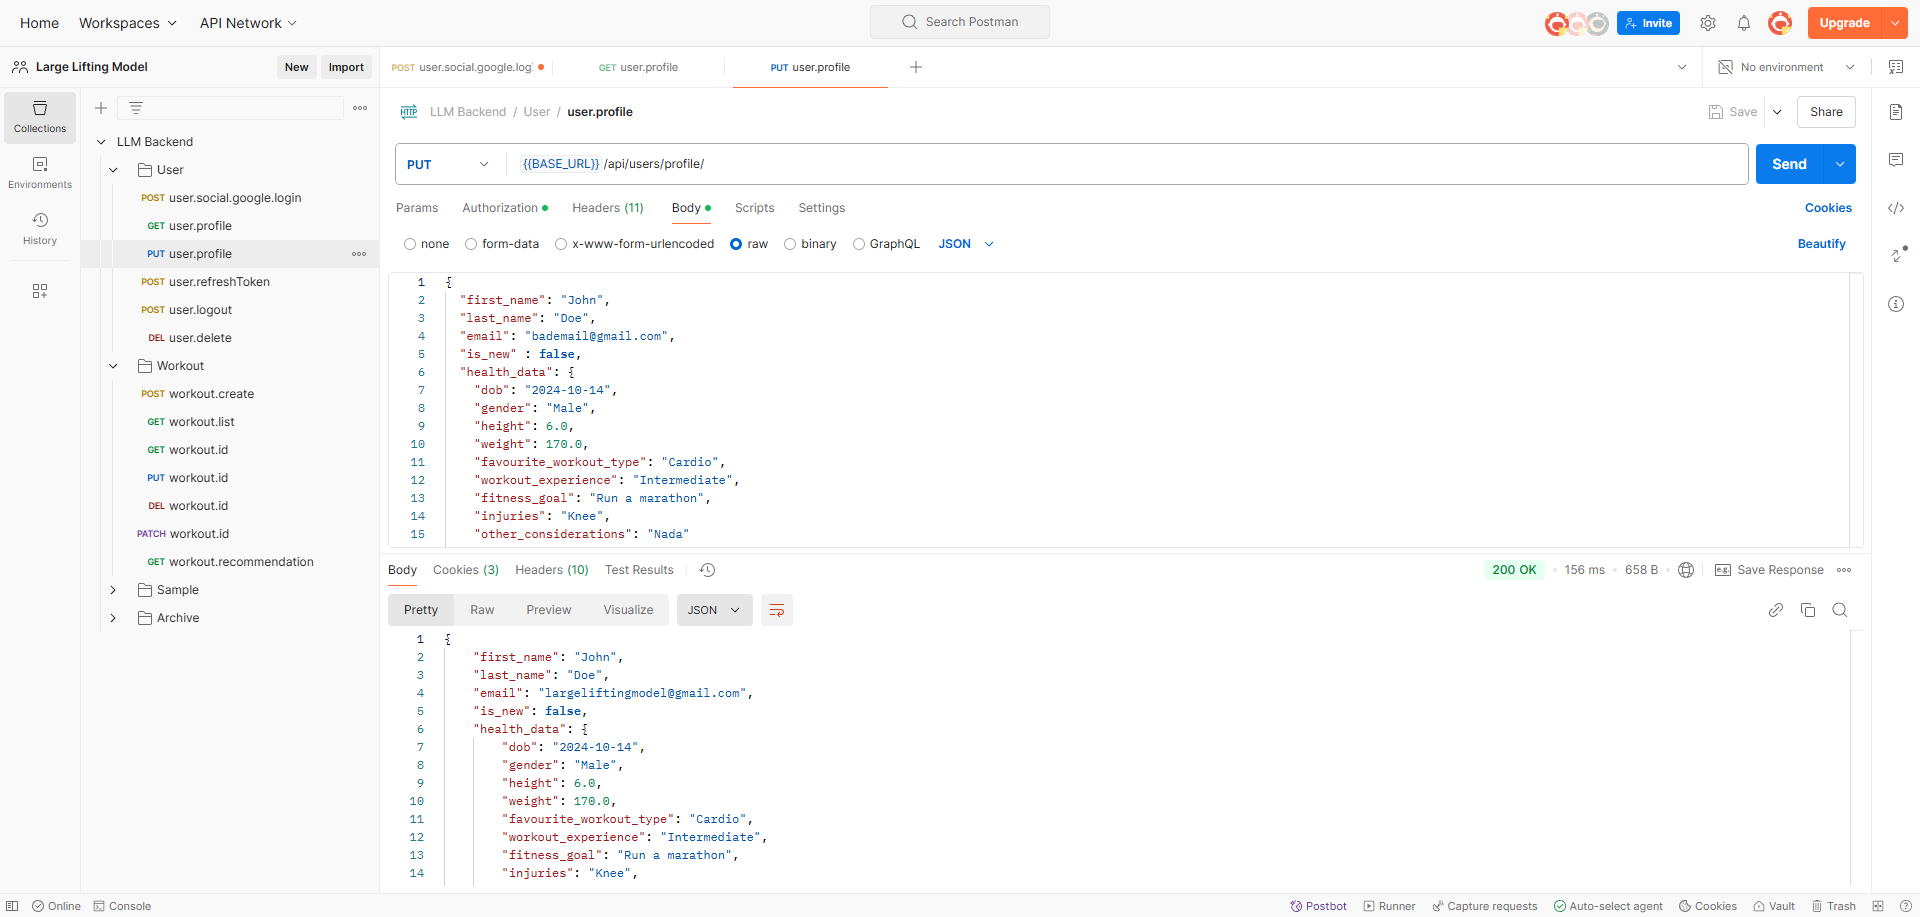 Home Workspaces API Network Search Postman Invite Upgrade
Large Lifting Model New Import POST user.social.google.log GET user.profile PUT user.profile No environment
Collections
Environments
History
LLM Backend
User
POST user.social.google.login
GET user.profile
PUT user.profile
POST user.refreshToken
POST user.logout
DEL user.delete
Workout
POST workout.create
GET workout.list
GET workout.id
PUT workout.id
DEL workout.id
PATCH workout.id
GET workout.recommendation
Sample
Archive
HTTP LLM Backend / User / user.profile Save Share
PUT {{BASE_URL}} /api/users/profile/ Send
Params Authorization Headers (11) Body Scripts Settings Cookies
none form-data x-www-form-urlencoded raw binary GraphQL JSON Beautify
1 {
2 "first_name": "John",
3 "last_name": "Doe",
4 "email": "bademail@gmail.com",
5 "is_new" : false,
6 "health_data": {
7 "dob": "2024-10-14",
8 "gender": "Male",
9 "height": 6.0,
10 "weight": 170.0,
11 "favourite_workout_type": "Cardio",
12 "workout_experience": "Intermediate",
13 "fitness_goal": "Run a marathon",
14 "injuries": "Knee",
15 "other_considerations": "Nada"
Body Cookies (3) Headers (10) Test Results 200 OK 156 ms 658 B e.g. Save Response
Pretty Raw Preview Visualize JSON
1 {
2 "first_name": "John",
3 "last_name": "Doe",
4 "email": "largeliftingmodel@gmail.com",
5 "is_new": false,
6 "health_data": {
7 "dob": "2024-10-14",
8 "gender": "Male",
9 "height": 6.0,
10 "weight": 170.0,
11 "favourite_workout_type": "Cardio",
12 "workout_experience": "Intermediate",
13 "fitness_goal": "Run a marathon",
14 "injuries": "Knee",
Online Console Postbot Runner Capture requests Auto-select agent Cookies Vault Trash